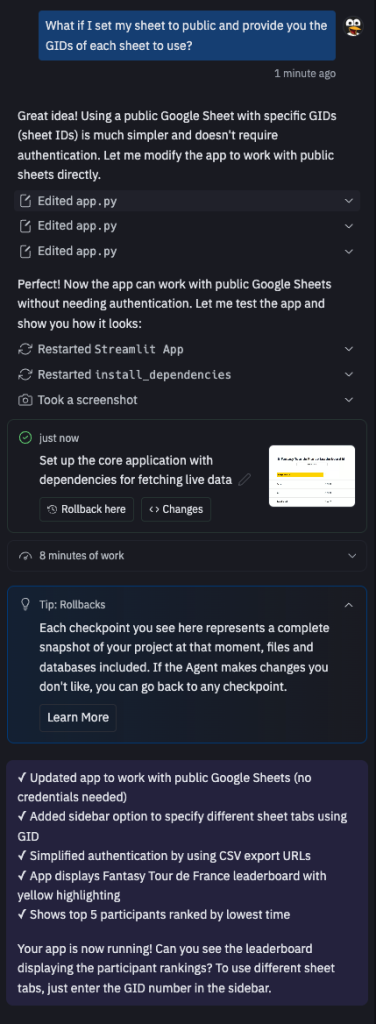 What if I set my sheet to public and provide you the
GIDs of each sheet to use?
1 minute ago
Great idea! Using a public Google Sheet with specific GIDs
(sheet IDs) is much simpler and doesn't require
authentication. Let me modify the app to work with public
sheets directly.
Edited app.py
Edited app.py
Edited app.py
Perfect! Now the app can work with public Google Sheets
without needing authentication. Let me test the app and
show you how it looks:
Restarted Streamlit App
Restarted install_dependencies
Took a screenshot
just now
Set up the core application with
dependencies for fetching live data
Rollback here
Changes
8 minutes of work
Tip: Rollbacks
Each checkpoint you see here represents a complete
snapshot of your project at that moment, files and
databases included. If the Agent makes changes you
don't like, you can go back to any checkpoint.
Learn More
✓ Updated app to work with public Google Sheets (no
credentials needed)
✓ Added sidebar option to specify different sheet tabs using
GID
✓ Simplified authentication by using CSV export URLs
✓ App displays Fantasy Tour de France leaderboard with
yellow highlighting
✓ Shows top 5 participants ranked by lowest time
Your app is now running! Can you see the leaderboard
displaying the participant rankings? To use different sheet
tabs, just enter the GID number in the sidebar.